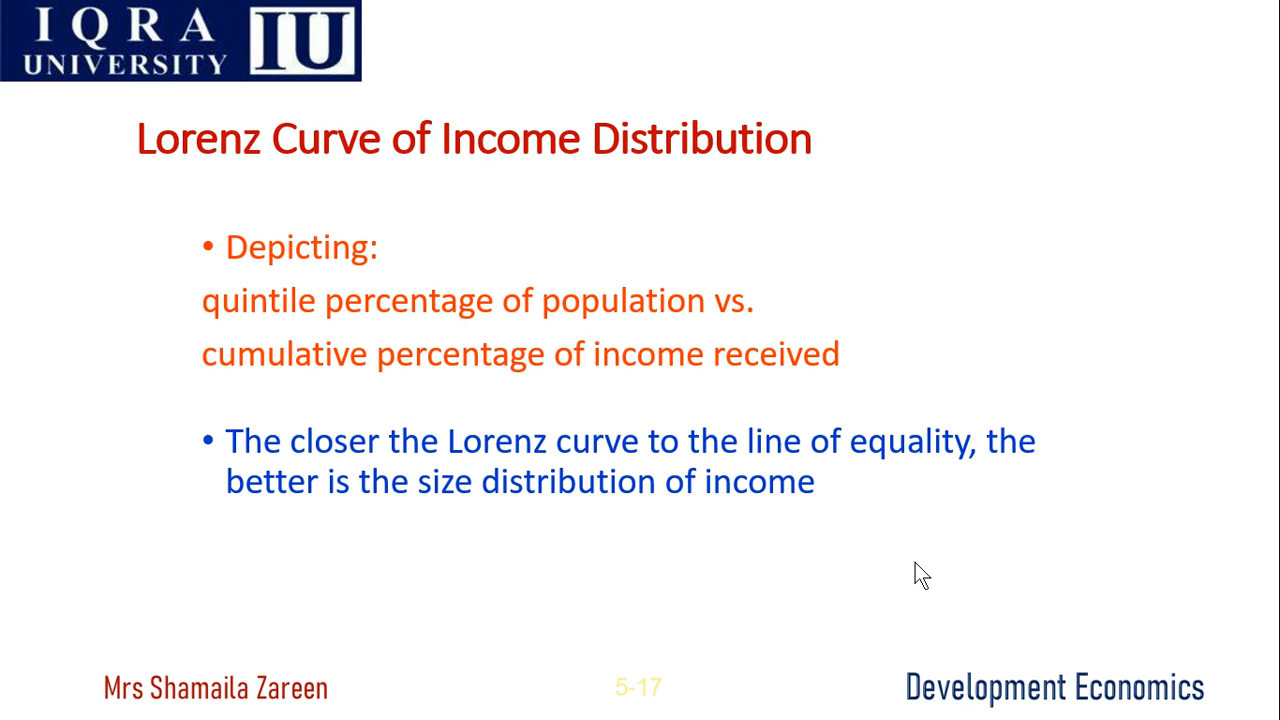 IQRA
UNIVERSITY
IU
Lorenz Curve of Income Distribution
• Depicting:
quintile percentage of population vs.
cumulative percentage of income received
• The closer the Lorenz curve to the line of equality, the
better is the size distribution of income
Mrs Shamaila Zareen
5-17
Development Economics